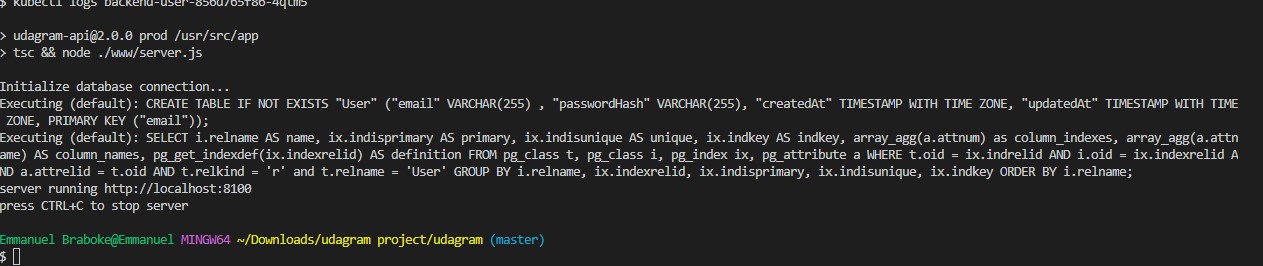 $ kubectl logs backend-user-856d765f86-4qtm5
> udagram-api@2.0.0 prod /usr/src/app
> tsc && node ./www/server.js
Initialize database connection...
Executing (default): CREATE TABLE IF NOT EXISTS "User" ("email" VARCHAR(255) , "passwordHash" VARCHAR(255), "createdAt" TIMESTAMP WITH TIME ZONE, "updatedAt" TIMESTAMP WITH TIME
 ZONE, PRIMARY KEY ("email"));
Executing (default): SELECT i.relname AS name, ix.indisprimary AS primary, ix.indisunique AS unique, ix.indkey AS indkey, array_agg(a.attnum) as column_indexes, array_agg(a.attn
ame) AS column_names, pg_get_indexdef(ix.indexrelid) AS definition FROM pg_class t, pg_class i, pg_index ix, pg_attribute a WHERE t.oid = ix.indrelid AND i.oid = ix.indexrelid A
ND a.attrelid = t.oid AND t.relkind = 'r' and t.relname = 'User' GROUP BY i.relname, ix.indexrelid, ix.indisprimary, ix.indisunique, ix.indkey ORDER BY i.relname;
server running http://localhost:8100
press CTRL+C to stop server
Emmanuel Braboke@Emmanuel MINGW64 ~/Downloads/udagram project/udagram (master)
$